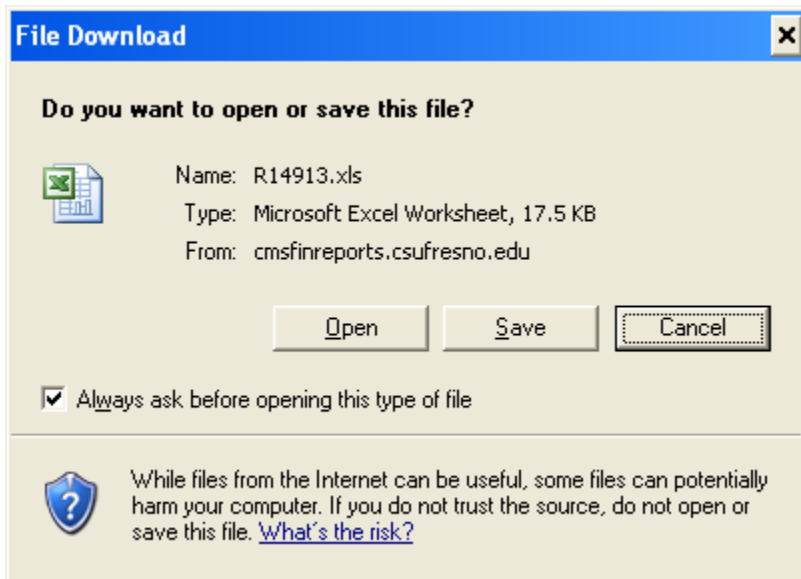 File Download
Do you want to open or save this file?
Name: R14913.xls
Type: Microsoft Excel Worksheet, 17.5 KB
From: cmsfinreports.csufresno.edu
Open Save Cancel
Always ask before opening this type of file
While files from the Internet can be useful, some files can potentially
harm your computer. If you do not trust the source, do not open or
save this file. What's the risk?